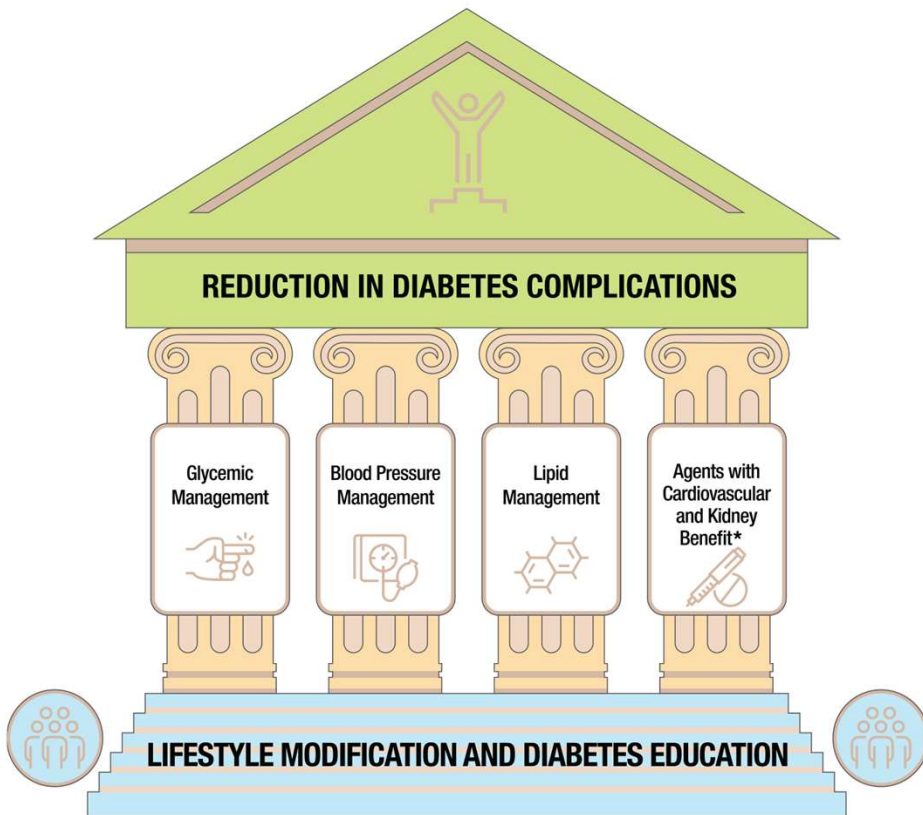 REDUCTION IN DIABETES COMPLICATIONS
Glycemic
Management
Blood Pressure
Management
Lipid
Management
Agents with
Cardiovascular
and Kidney
Benefit*
LIFESTYLE MODIFICATION AND DIABETES EDUCATION